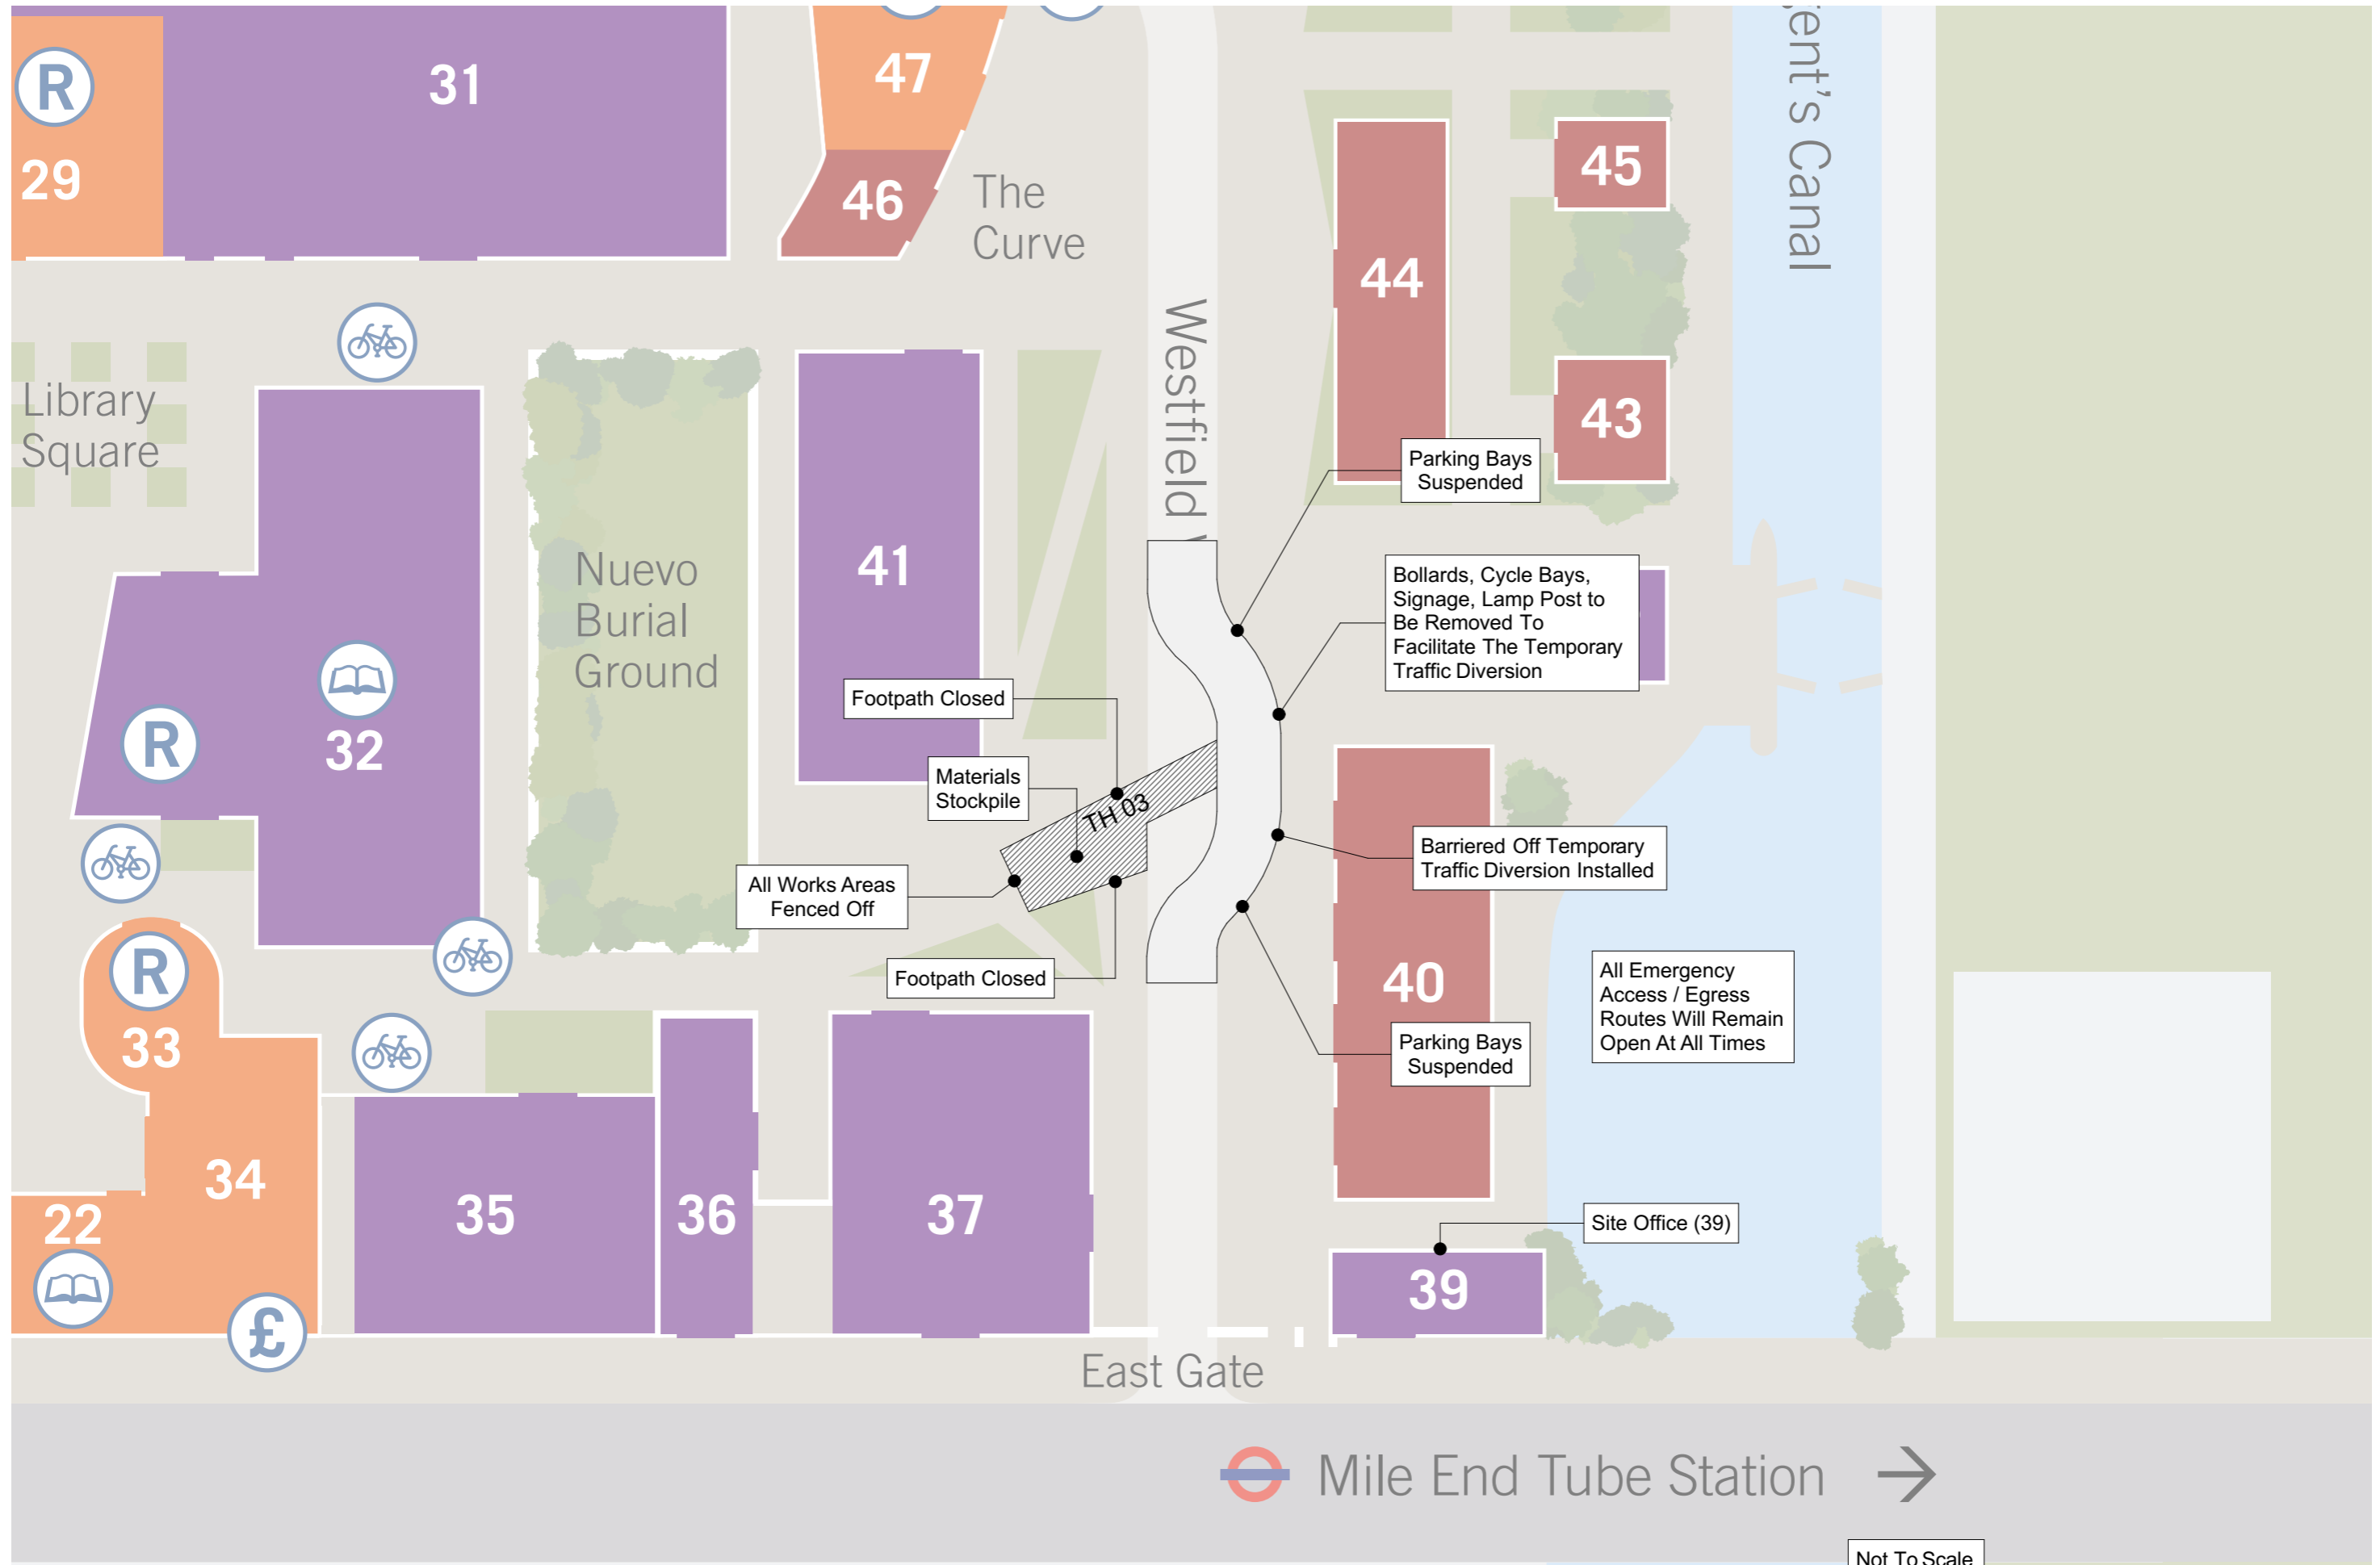 ent's Canal
R
31
47
29
46
The
Curve
45
44
Westfield
Library
Square
43
Parking Bays
Suspended
Nuevo
Burial
Ground
41
Bollards, Cycle Bays,
Signage, Lamp Post to
Be Removed To
Facilitate The Temporary
Traffic Diversion
Footpath Closed
R
32
Materials
Stockpile
TH 03
Barriered Off Temporary
Traffic Diversion Installed
All Works Areas
Fenced Off
R
33
Footpath Closed
40
All Emergency
Access / Egress
Routes Will Remain
Open At All Times
Parking Bays
Suspended
34
22
35
36
37
Site Office (39)
39
£
East Gate
Mile End Tube Station
Not To Scale